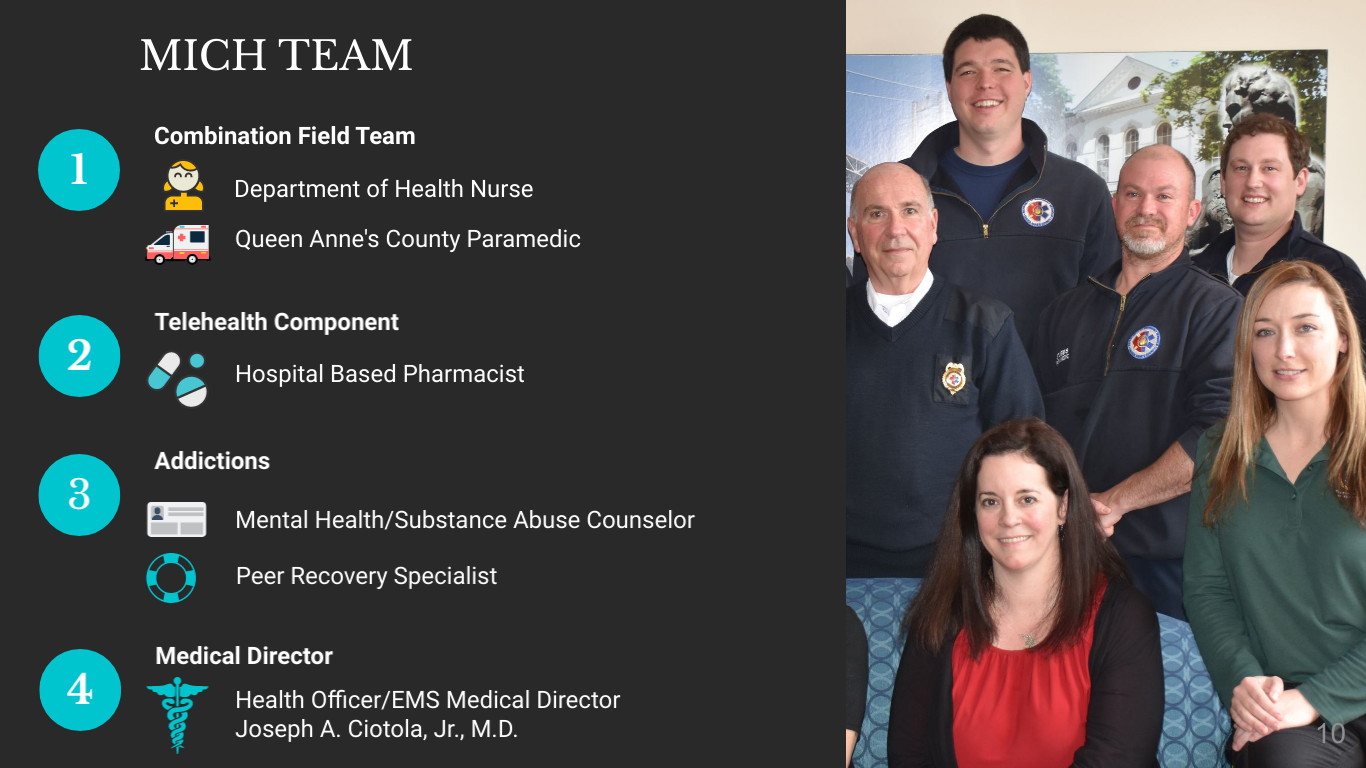 MICH TEAM
1
Combination Field Team
Department of Health Nurse
Queen Anne's County Paramedic
2
Telehealth Component
Hospital Based Pharmacist
3
Addictions
Mental Health/Substance Abuse Counselor
Peer Recovery Specialist
4
Medical Director
Health Officer/EMS Medical Director
Joseph A. Ciotola, Jr., M.D.
10